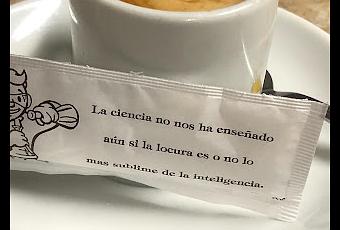 La ciencia no nos ha enseñado
aún si la locura es o no lo
mas sublime de la inteligencia.